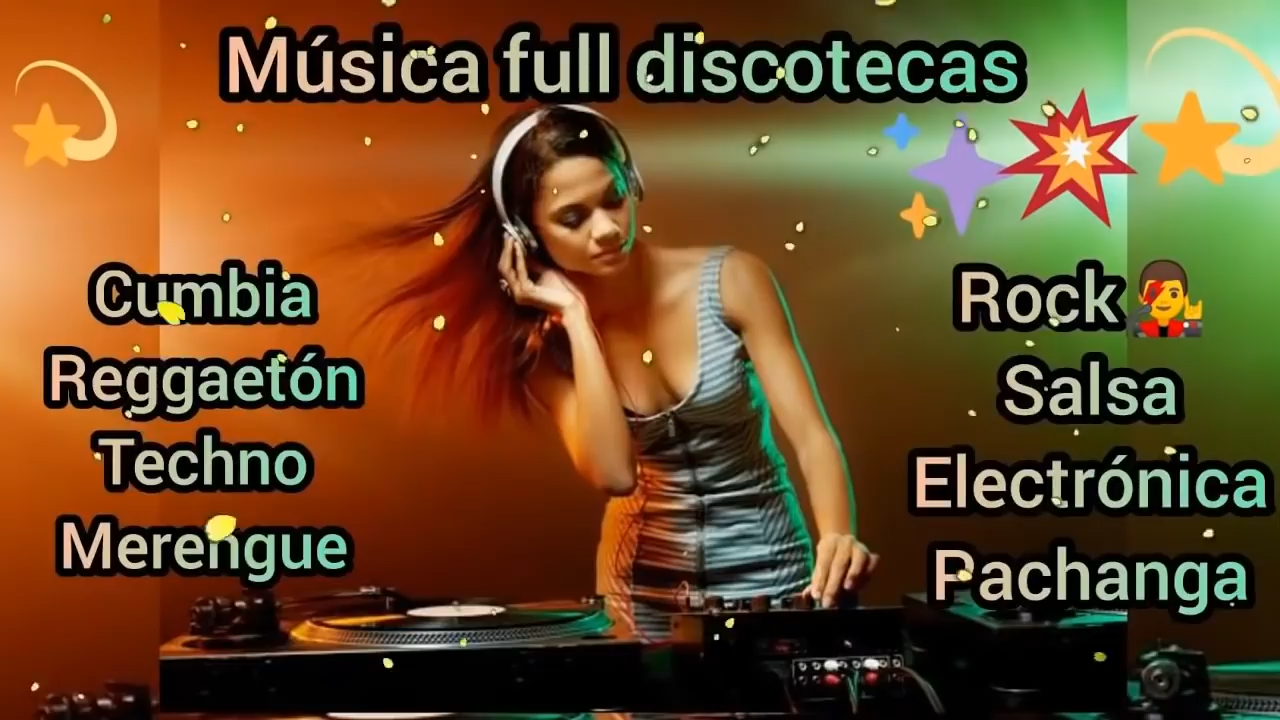 Música full discotecas
Cumbia
Reggaetón
Techno
Merengue
Rock
Salsa
Electrónica
Pachanga